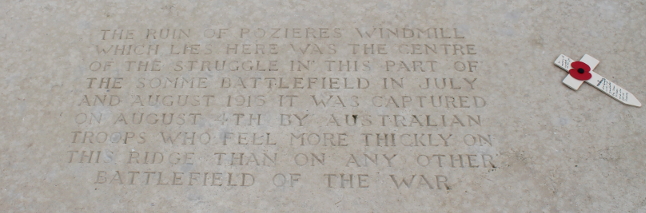 THE RUIN OF POZIERES WINDMILL
WHICH LIES HERE WAS THE CENTRE
OF THE STRUGGLE IN THIS PART OF
THE SOMME BATTLEFIELD IN JULY
AND AUGUST 1916 IT WAS CAPTURED
ON AUGUST 4TH BY AUSTRALIAN
TROOPS WHO FELL MORE THICKLY ON
THIS RIDGE THAN ON ANY OTHER
BATTLEFIELD OF THE WAR